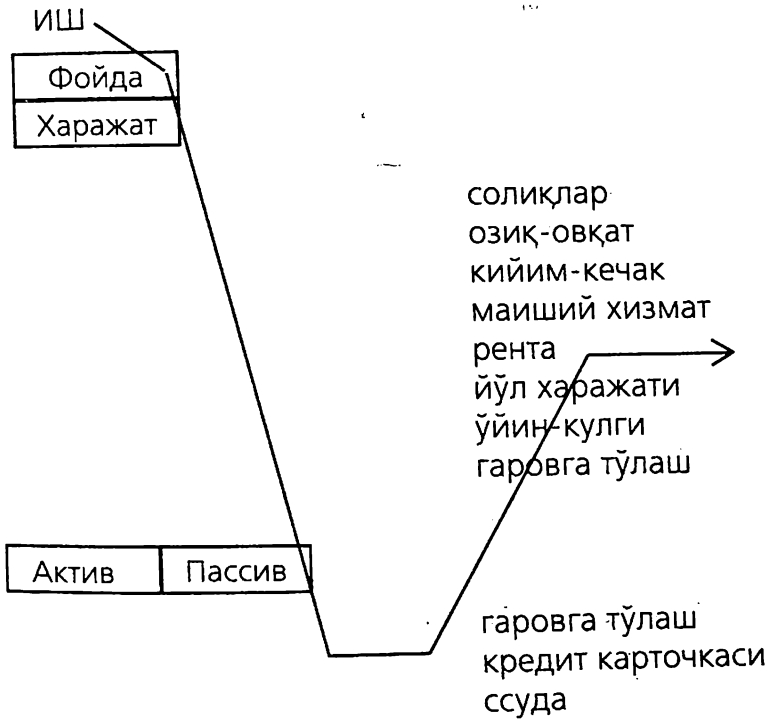 ИШ
Фойда
Харажат
солиқлар
озиқ-овқат
кийим-кечак
маиший хизмат
рента
йўл харажати
ўйин-кулги
гаровга тўлаш
Актив Пассив
гаровга тўлаш
кредит карточкаси
ссуда